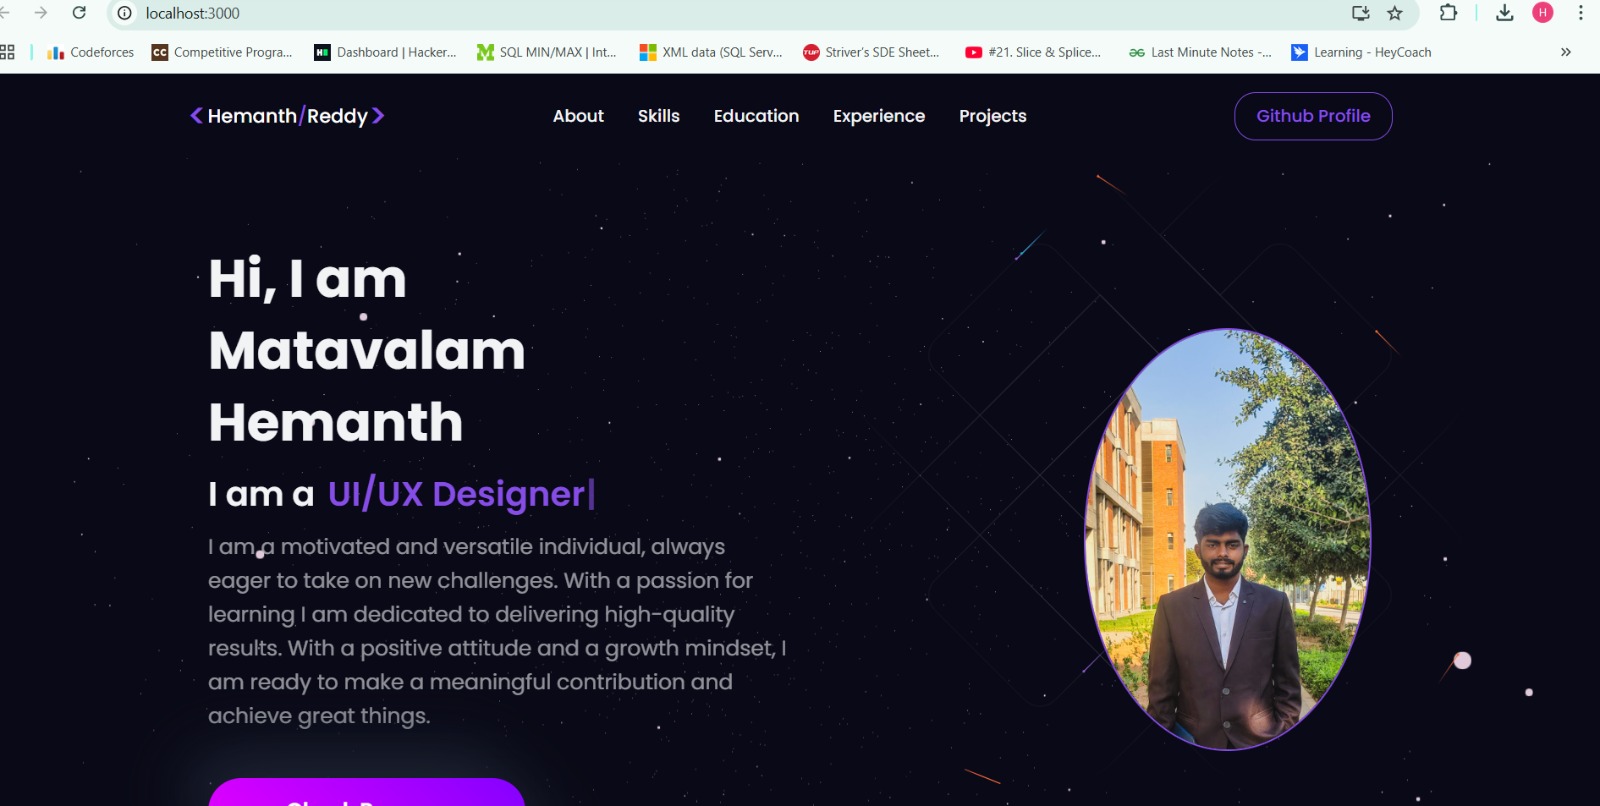 localhost:3000
H
Codeforces
CC
Competitive Progra...
H
Dashboard | Hacker...
SQL MIN/MAX | Int...
XML data (SQL Serv...
TUF
Striver's SDE Sheet...
#21. Slice & Splice...
Last Minute Notes -...
Learning - HeyCoach
»
<Hemanth/Reddy>
About
Skills
Education
Experience
Projects
Github Profile
Hi, I am
Matavalam
Hemanth
I am a UI/UX Designer|
I am a motivated and versatile individual, always
eager to take on new challenges. With a passion for
learning I am dedicated to delivering high-quality
results. With a positive attitude and a growth mindset, I
am ready to make a meaningful contribution and
achieve great things.